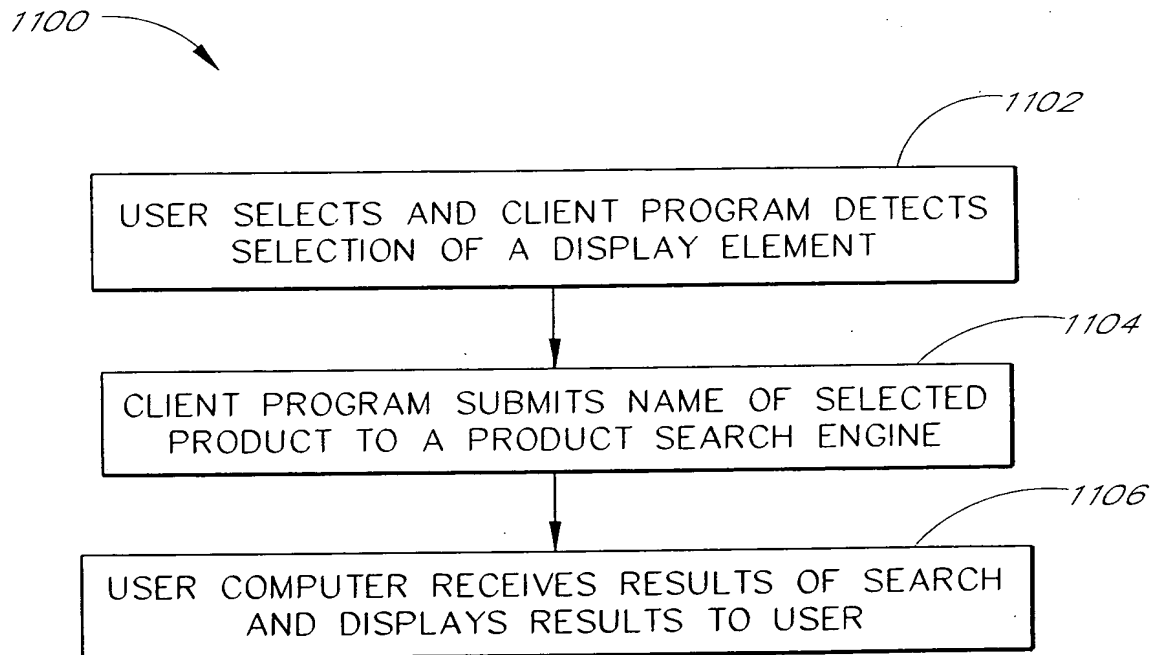 1100
1102
USER SELECTS AND CLIENT PROGRAM DETECTS
SELECTION OF A DISPLAY ELEMENT
1104
CLIENT PROGRAM SUBMITS NAME OF SELECTED
PRODUCT TO A PRODUCT SEARCH ENGINE
1106
USER COMPUTER RECEIVES RESULTS OF SEARCH
AND DISPLAYS RESULTS TO USER